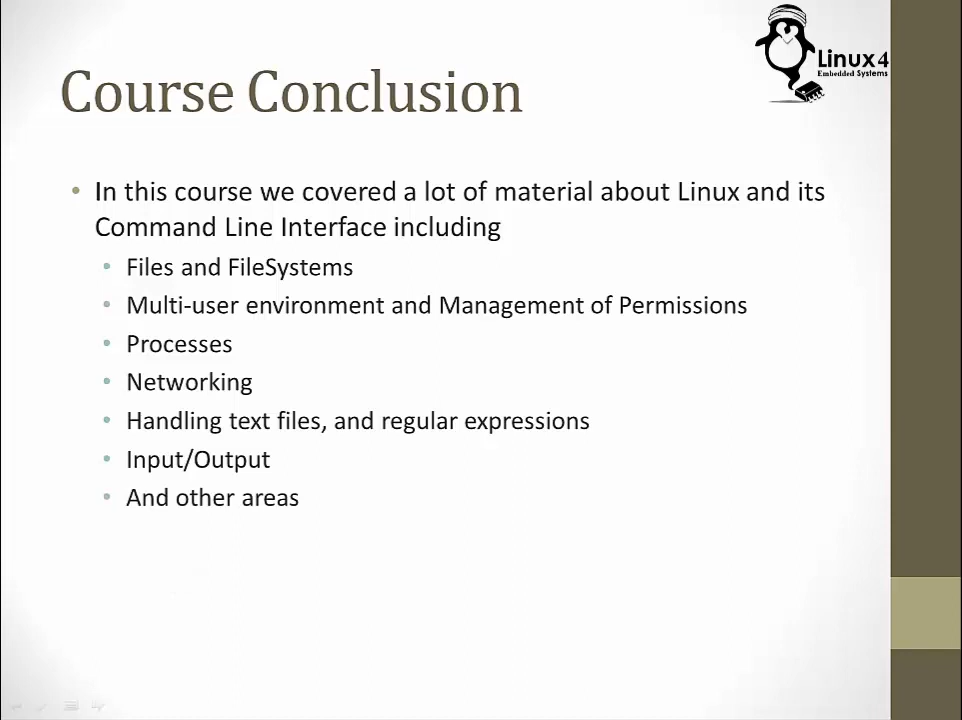 Linux 4
Embedded Systems
Course Conclusion
• In this course we covered a lot of material about Linux and its
Command Line Interface including
• Files and FileSystems
• Multi-user environment and Management of Permissions
• Processes
• Networking
• Handling text files, and regular expressions
• Input/Output
• And other areas